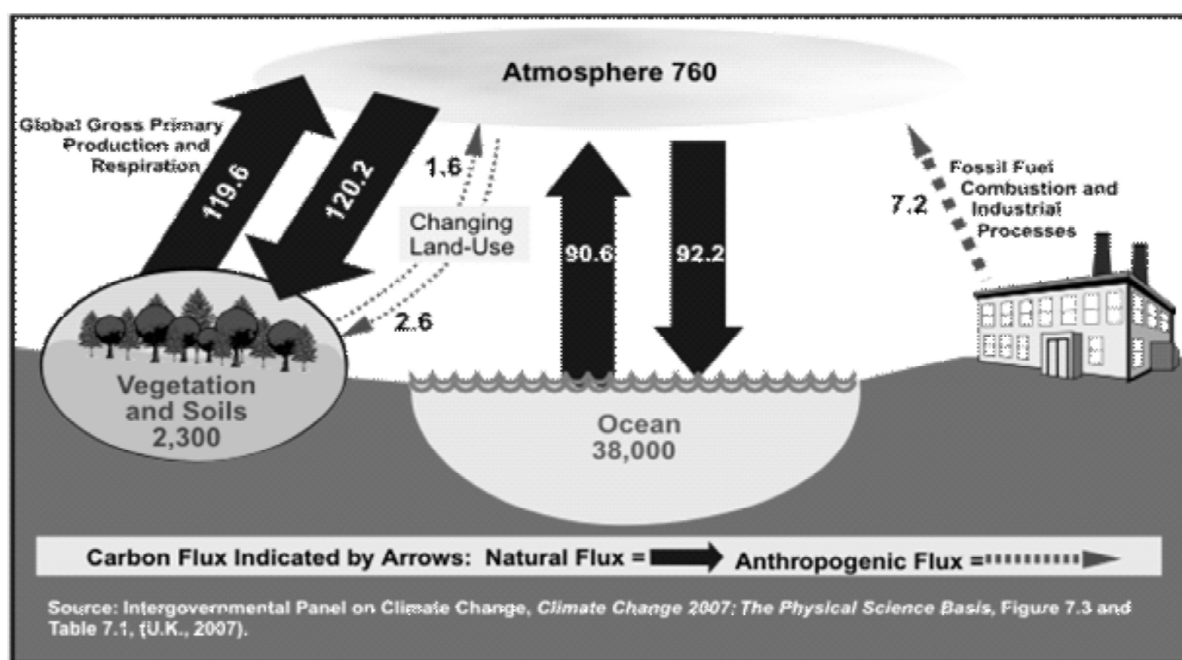 Atmosphere 760
Global Gross Primary
Production and
Respiration
119.6
120.2
1.6
Changing
Land-Use
2.6
90.6
92.2
7.2
Fossil Fuel
Combustion and
Industrial
Processes
Vegetation
and Soils
2,300
Ocean
38,000
Carbon Flux Indicated by Arrows: Natural Flux =
Anthropogenic Flux =
Source: Intergovernmental Panel on Climate Change, Climate Change 2007: The Physical Science Basis, Figure 7.3 and
Table 7.1, (U.K., 2007).